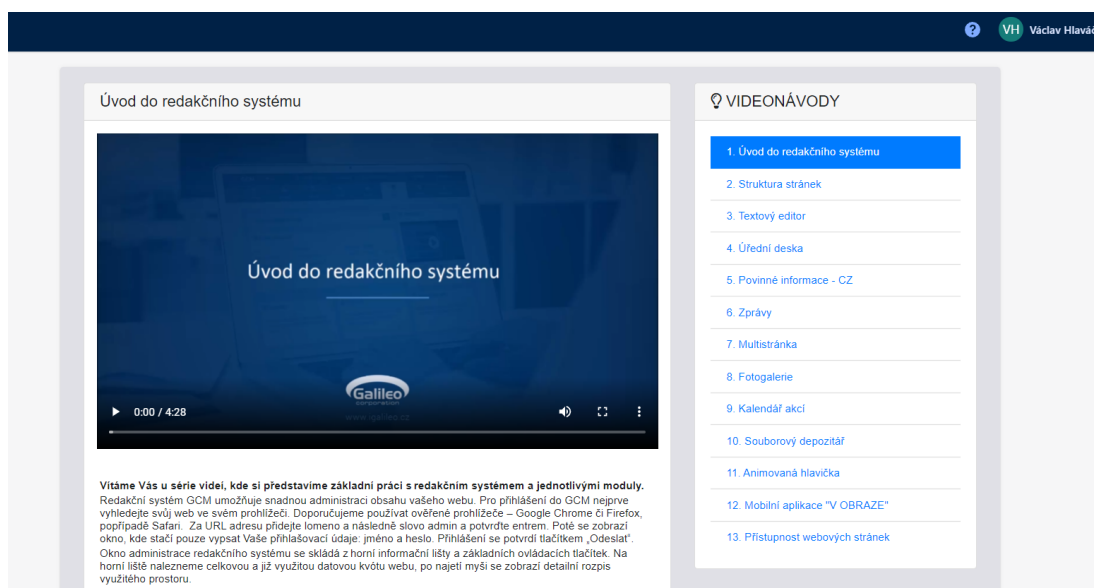 VH Václav Hlaváč
Úvod do redakčního systému
Úvod do redakčního systému
Galileo
corporation
www.igalileo.cz
0:00 / 4:28
Vítáme Vás u série videí, kde si představíme základní práci s redakčním systémem a jednotlivými moduly.
Redakční systém GCM umožňuje snadnou administraci obsahu vašeho webu. Pro přihlášení do GCM nejprve
vyhledejte svůj web ve svém prohlížeči. Doporučujeme používat ověřené prohlížeče – Google Chrome či Firefox,
popřípadě Safari. Za URL adresu přidejte lomeno a následně slovo admin a potvrďte entrem. Poté se zobrazí
okno, kde stačí pouze vypsat Vaše přihlašovací údaje: jméno a heslo. Přihlášení se potvrdí tlačítkem „Odeslat“.
Okno administrace redakčního systému se skládá z horní informační lišty a základních ovládacích tlačítek. Na
horní liště nalezneme celkovou a již využitou datovou kvótu webu, po najetí myši se zobrazí detailní rozpis
využitého prostoru.
VIDEONÁVODY
1. Úvod do redakčního systému
2. Struktura stránek
3. Textový editor
4. Úřední deska
5. Povinné informace - CZ
6. Zprávy
7. Multistránka
8. Fotogalerie
9. Kalendář akcí
10. Souborový depozitář
11. Animovaná hlavička
12. Mobilní aplikace "V OBRAZE"
13. Přístupnost webových stránek